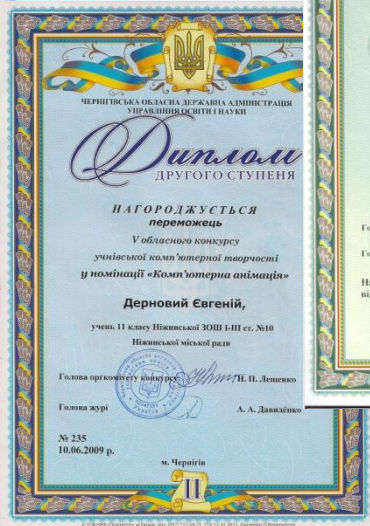 ЧЕРНІГІВСЬКА ОБЛАСНА ДЕРЖАВНА АДМІНІСТРАЦІЯ
УПРАВЛІННЯ ОСВІТИ І НАУКИ
Диплом
ДРУГОГО СТУПЕНЯ
НАГОРОДЖУЄТЬСЯ
переможець
V обласного конкурсу
учнівської комп'ютерної творчості
у номінації «Комп'ютерна анімація»
Дерновий Євгеній,
учень 11 класу Ніжинської ЗОШ І-ІІІ ст. №10
Ніжинської міської ради
Голова оргкомітету конкурсу Н. П. Лещенко
Голова журі А. А. Давиденко
№ 235
10.06.2009 р.
м. Чернігів
II